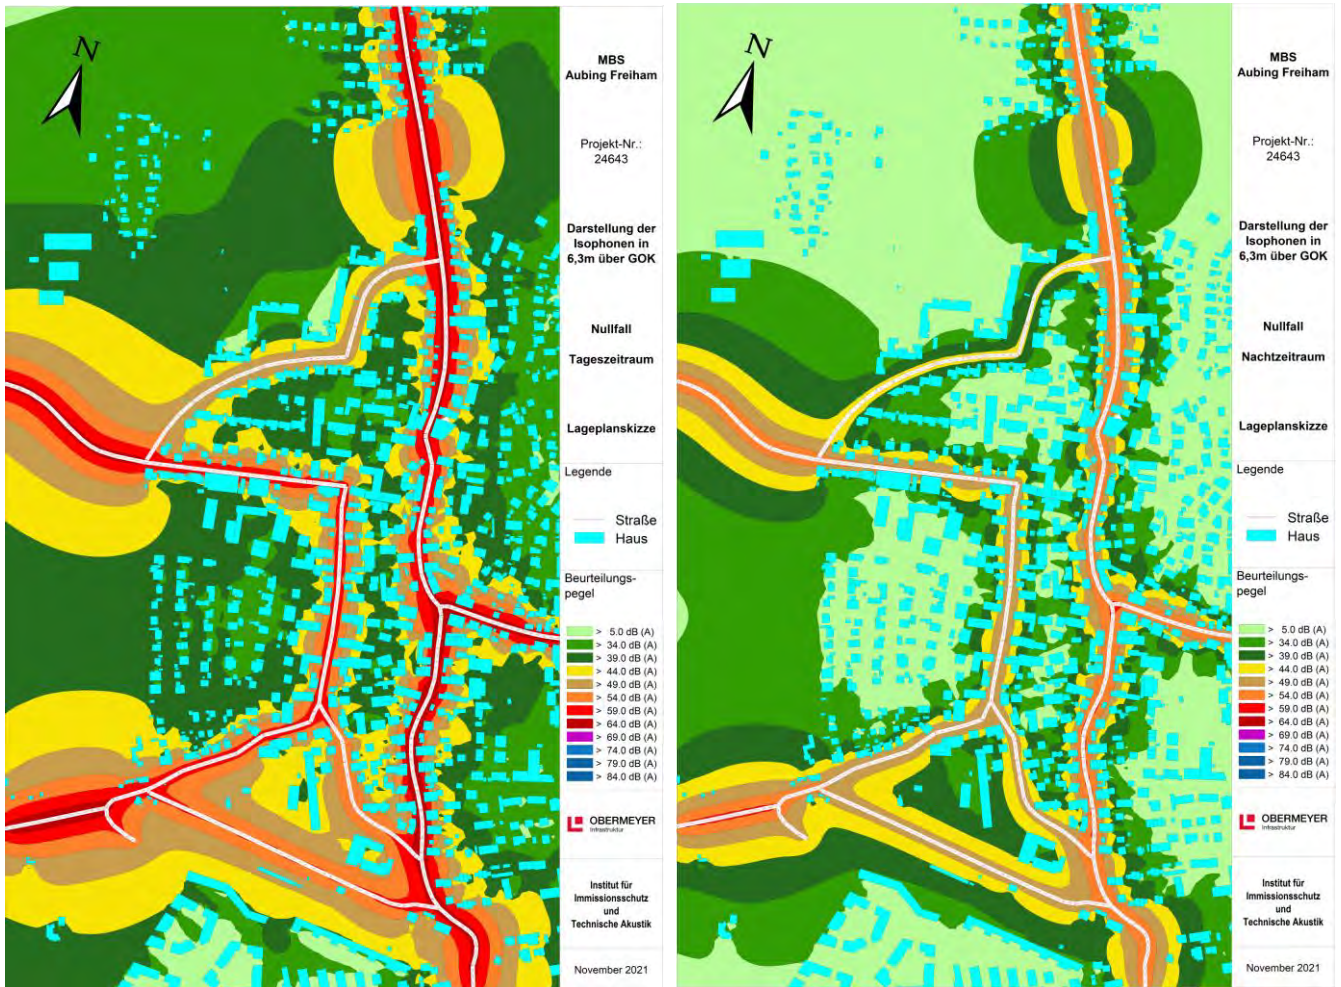 N
MBS
Aubing Freiham
Projekt-Nr.:
24643
Darstellung der
Isophonen in
6,3m über GOK
Nullfall
Tageszeitraum
Lageplanskizze
Legende
Straße
Haus
Beurteilungs-
pegel
> 5.0 dB (A)
> 34.0 dB (A)
> 39.0 dB (A)
> 44.0 dB (A)
> 49.0 dB (A)
> 54.0 dB (A)
> 59.0 dB (A)
> 64.0 dB (A)
> 69.0 dB (A)
> 74.0 dB (A)
> 79.0 dB (A)
> 84.0 dB (A)
OBERMEYER
Infrastruktur
Institut für
Immissionsschutz
und
Technische Akustik
November 2021
N
MBS
Aubing Freiham
Projekt-Nr.:
24643
Darstellung der
Isophonen in
6,3m über GOK
Nullfall
Nachtzeitraum
Lageplanskizze
Legende
Straße
Haus
Beurteilungs-
pegel
> 5.0 dB (A)
> 34.0 dB (A)
> 39.0 dB (A)
> 44.0 dB (A)
> 49.0 dB (A)
> 54.0 dB (A)
> 59.0 dB (A)
> 64.0 dB (A)
> 69.0 dB (A)
> 74.0 dB (A)
> 79.0 dB (A)
> 84.0 dB (A)
OBERMEYER
Infrastruktur
Institut für
Immissionsschutz
und
Technische Akustik
November 2021